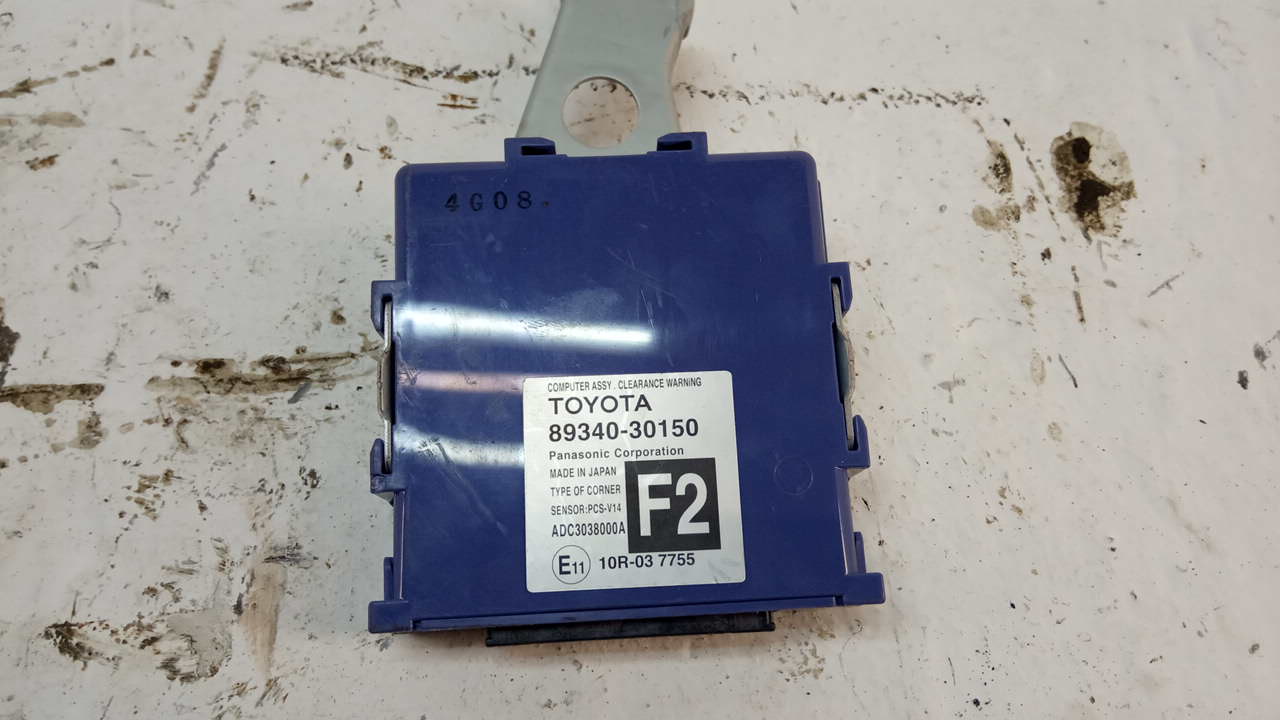 4G08.
COMPUTER ASSY . CLEARANCE WARNING
TOYOTA
89340-30150
Panasonic Corporation
MADE IN JAPAN
TYPE OF CORNER
SENSOR:PCS-V14
ADC3038000A
F2
E11 10R-03 7755